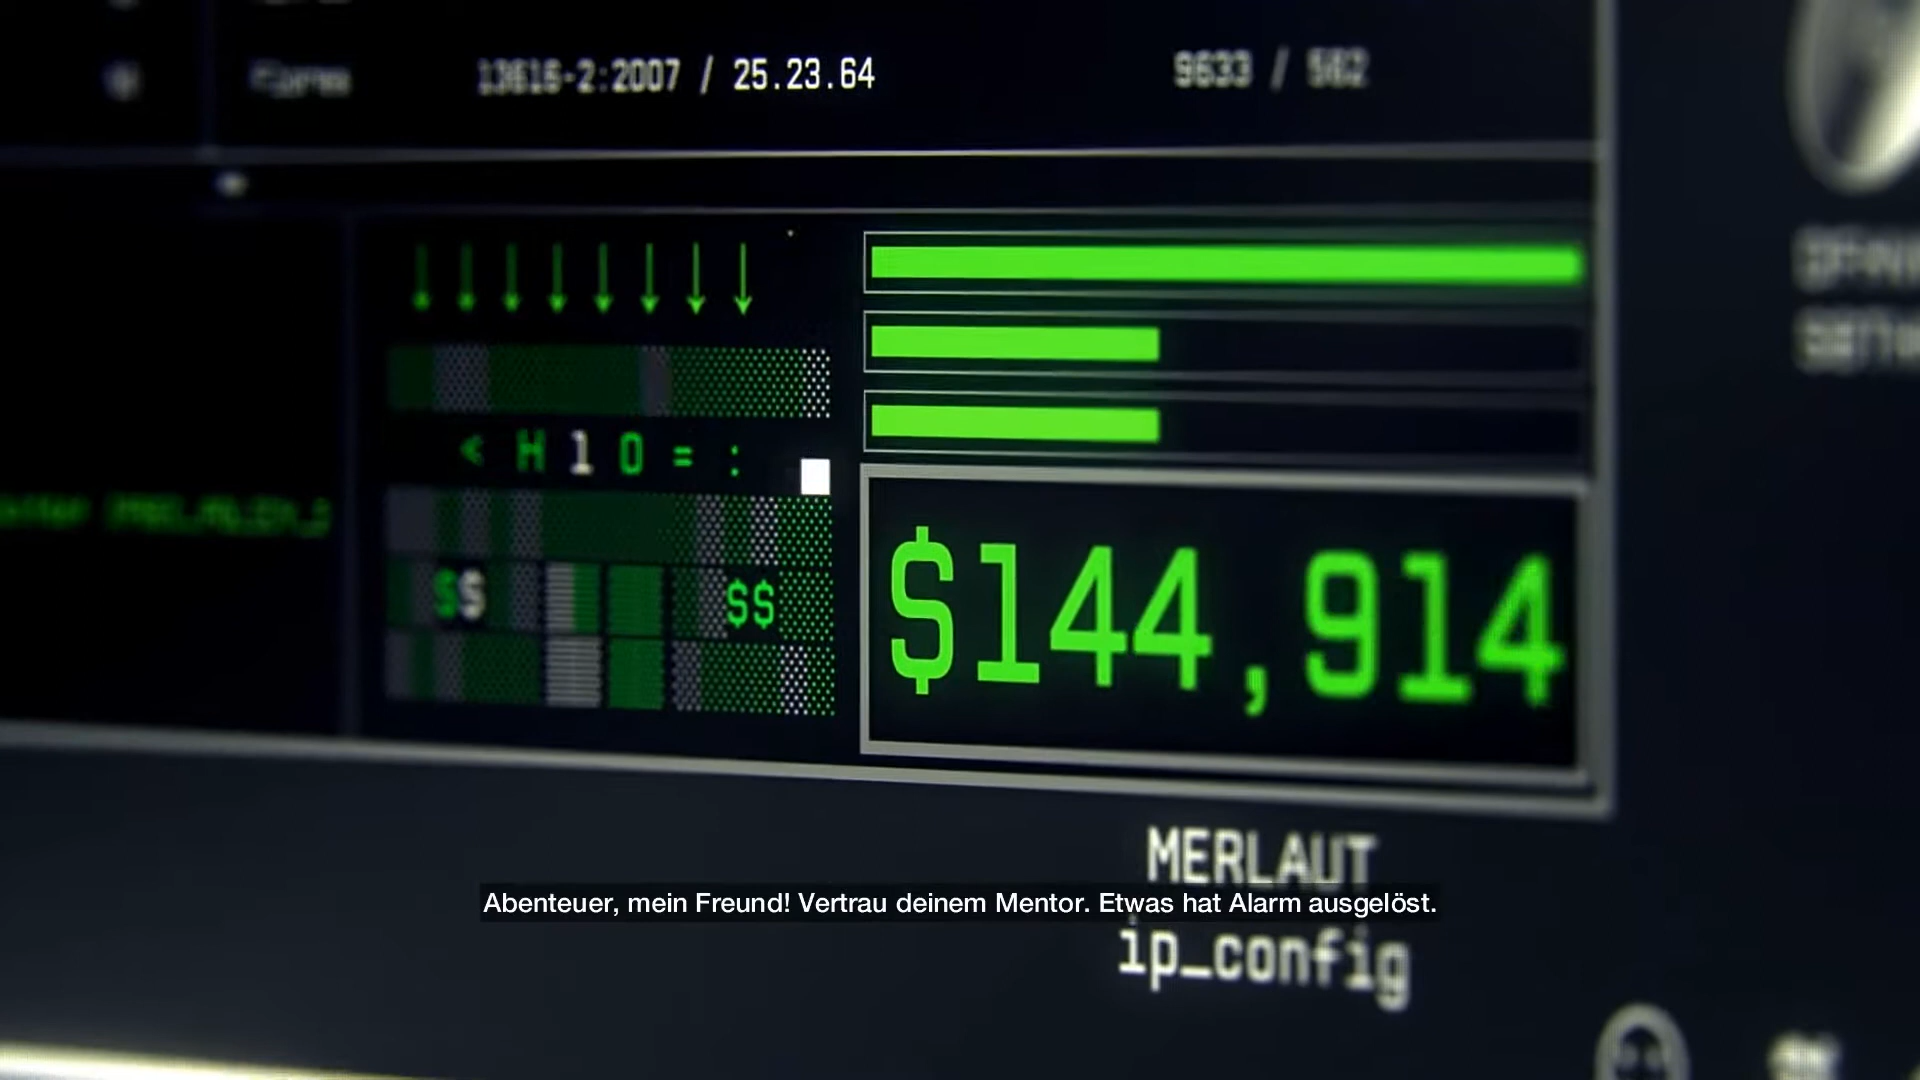 13616-2:2007 / 25.23.64
9633 / 562
< H 1 0 = :
$$ $$
$144,914
MERLAUT
Abenteuer, mein Freund! Vertrau deinem Mentor. Etwas hat Alarm ausgelöst.
ip_config